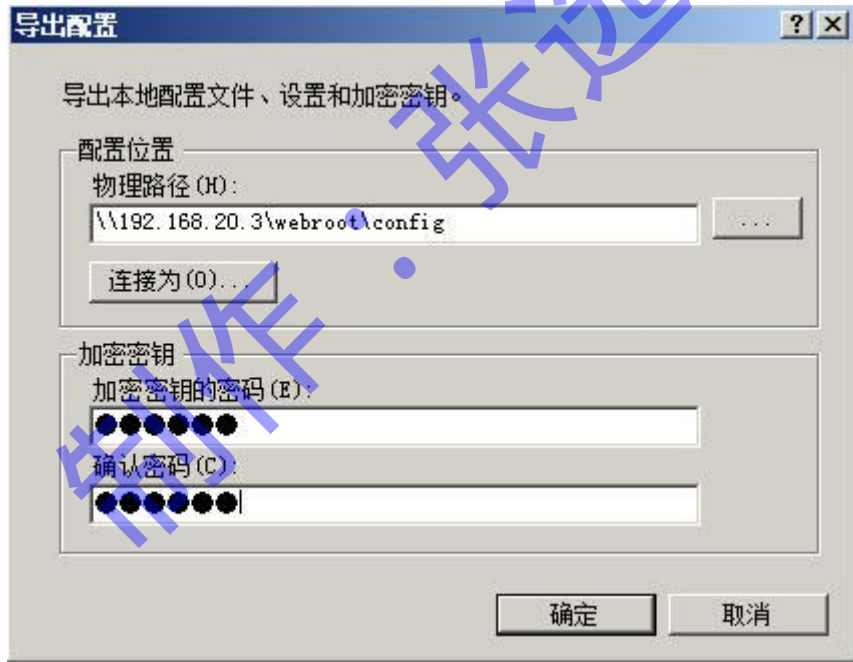 导出配置
导出本地配置文件、设置和加密密钥。
配置位置
物理路径(H):
\\192.168.20.3\webroot\config
...
连接为(O)...
加密密钥
加密密钥的密码(E):
●●●●●●
确认密码(C):
●●●●●●
确定
取消
制作·张远